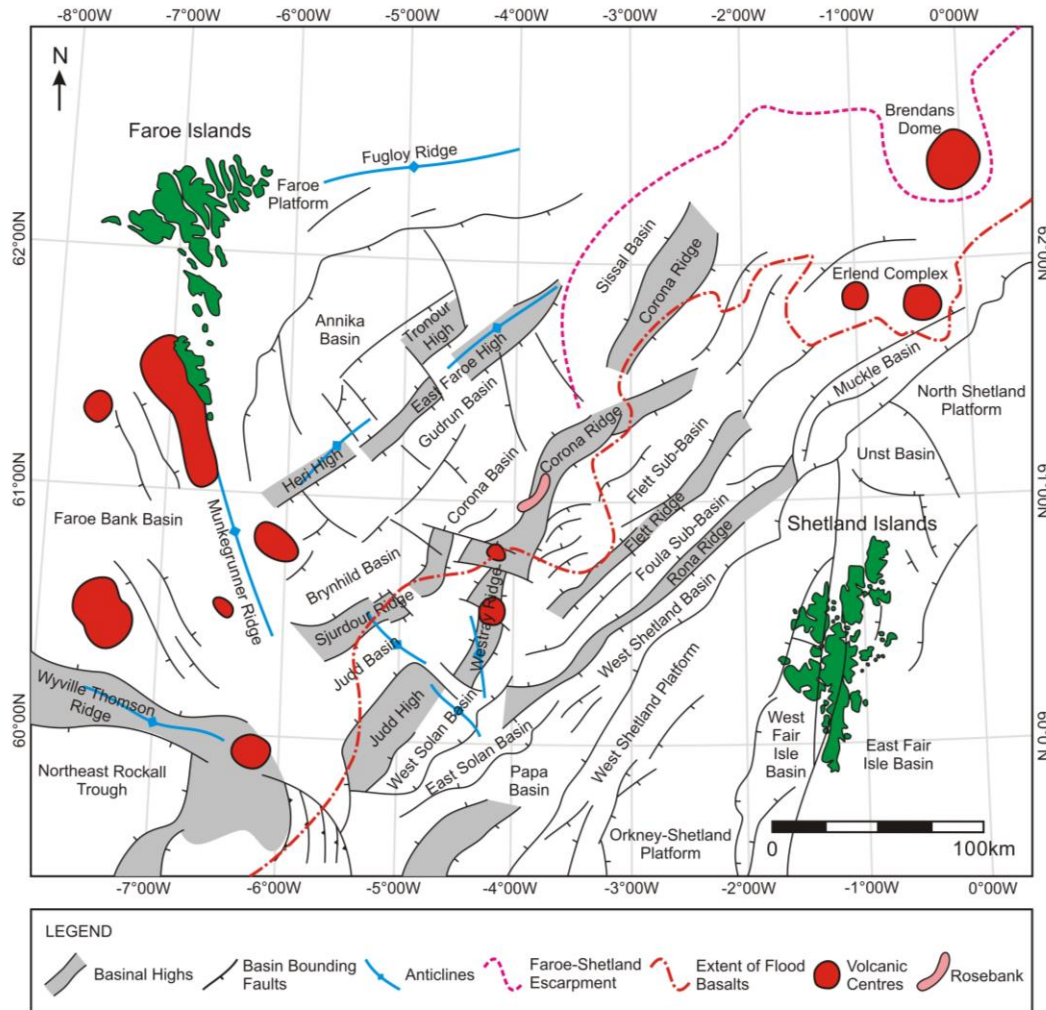 -8°00'W -7°00'W -6°00'W -5°00'W -4°00'W -3°00'W -2°00'W -1°00'W 0°00'W
N
Faroe Islands
Brendans
Dome
Fugloy Ridge
Faroe
Platform
62°00'N
62°00'N
Sissal Basin
Corona Ridge
Erlend Complex
Annika
Basin
Tronour
High
East Faroe High
Gudrun Basin
Muckle Basin
North Shetland
Platform
Corona Ridge
Heri High
Corona Basin
Flett Sub-Basin
Unst Basin
61°00'N
61°00'N
Faroe Bank Basin
Munkegrunner Ridge
Flett Ridge
Foula Sub-Basin
Rona Ridge
Shetland Islands
Brynhild Basin
Sjurdour Ridge
Westray Ridge
West Shetland Basin
Judd Basin
Wyville Thomson
Ridge
Judd High
West Solan Basin
East Solan Basin
West Shetland Platform
60°00'N
60°00'N
West
Fair
Isle
Basin
East Fair
Isle Basin
Northeast Rockall
Trough
Papa
Basin
Orkney-Shetland
Platform
0 100km
-7°00'W -6°00'W -5°00'W -4°00'W -3°00'W -2°00'W -1°00'W 0°00'W
LEGEND
Basinal Highs
Basin Bounding
Faults
Anticlines
Faroe-Shetland
Escarpment
Extent of Flood
Basalts
Volcanic
Centres
Rosebank